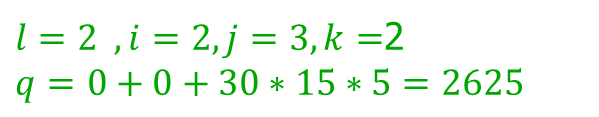 l = 2 ,i = 2,j = 3,k =2
q = 0 + 0 + 30 * 15 * 5 = 2625